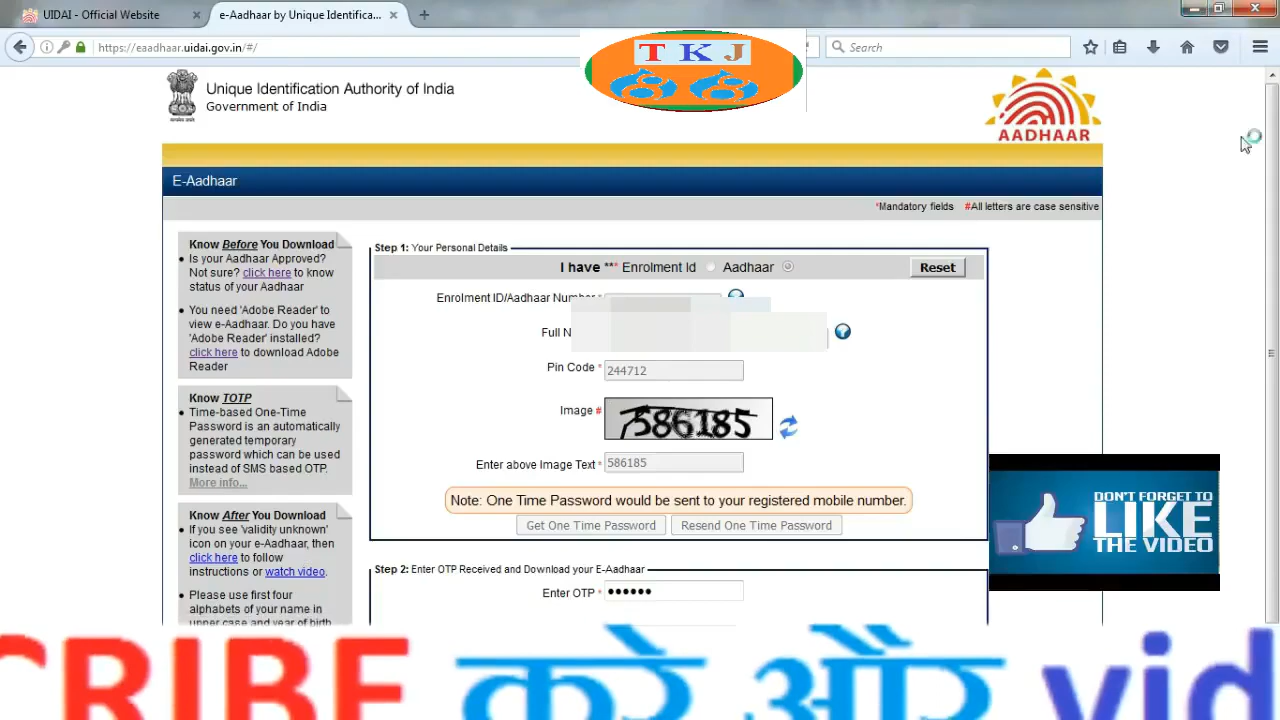 UIDAI - Official Website
e-Aadhaar by Unique Identifica...
https://eaadhaar.uidai.gov.in/#/
Search
T K J
Unique Identification Authority of India
Government of India
AADHAAR
E-Aadhaar
*Mandatory fields #All letters are case sensitive
Know Before You Download
Is your Aadhaar Approved?
Not sure? click here to know
status of your Aadhaar
You need 'Adobe Reader' to
view e-Aadhaar. Do you have
'Adobe Reader' installed?
click here to download Adobe
Reader
Know TOTP
Time-based One-Time
Password is an automatically
generated temporary
password which can be used
instead of SMS based OTP.
More info...
Know After You Download
If you see 'validity unknown'
icon on your e-Aadhaar, then
click here to follow
instructions or watch video.
Please use first four
alphabets of your name in
upper case and year of birth
Step 1: Your Personal Details
I have *** Enrolment Id Aadhaar
Reset
Enrolment ID/Aadhaar Number *
Full N
Pin Code * 244712
Image # 586185
Enter above Image Text * 586185
Note: One Time Password would be sent to your registered mobile number.
Get One Time Password Resend One Time Password
Step 2: Enter OTP Received and Download your E-Aadhaar
Enter OTP * ••••••
DON'T FORGET TO
LIKE
THE VIDEO
CRIBE करे और vid